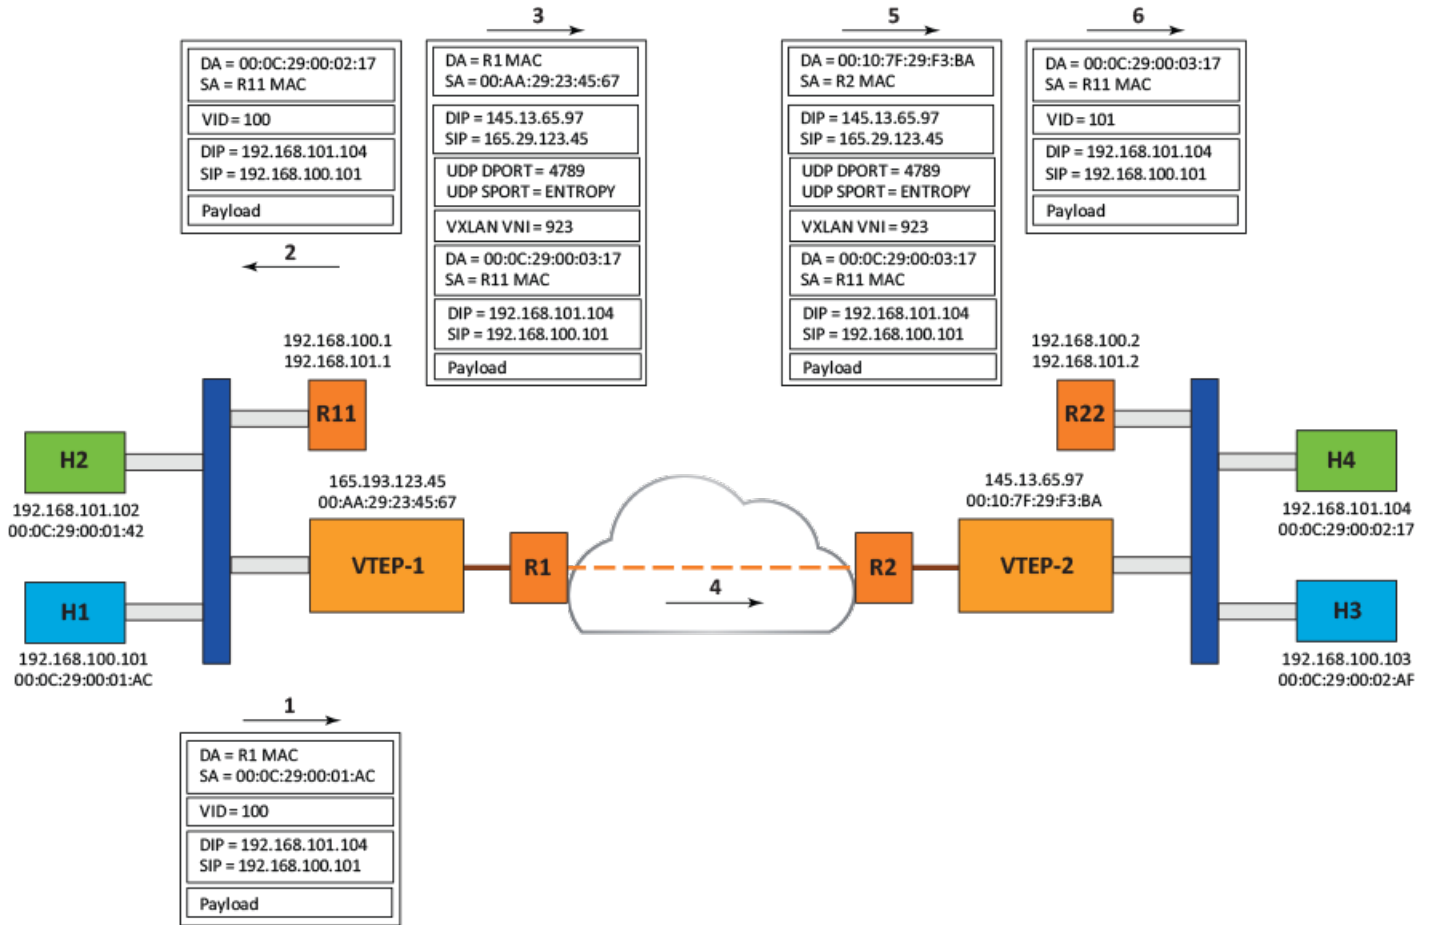 3
5
6
DA = 00:0C:29:00:02:17
SA = R11 MAC
VID = 100
DIP = 192.168.101.104
SIP = 192.168.100.101
Payload
2
DA = R1 MAC
SA = 00:AA:29:23:45:67
DIP = 145.13.65.97
SIP = 165.29.123.45
UDP DPORT = 4789
UDP SPORT = ENTROPY
VXLAN VNI = 923
DA = 00:0C:29:00:03:17
SA = R11 MAC
DIP = 192.168.101.104
SIP = 192.168.100.101
Payload
DA = 00:10:7F:29:F3:BA
SA = R2 MAC
DIP = 145.13.65.97
SIP = 165.29.123.45
UDP DPORT = 4789
UDP SPORT = ENTROPY
VXLAN VNI = 923
DA = 00:0C:29:00:03:17
SA = R11 MAC
DIP = 192.168.101.104
SIP = 192.168.100.101
Payload
DA = 00:0C:29:00:03:17
SA = R11 MAC
VID = 101
DIP = 192.168.101.104
SIP = 192.168.100.101
Payload
192.168.100.1
192.168.101.1
R11
H2
192.168.101.102
00:0C:29:00:01:42
165.193.123.45
00:AA:29:23:45:67
VTEP-1
R1
H1
192.168.100.101
00:0C:29:00:01:AC
4
192.168.100.2
192.168.101.2
R22
145.13.65.97
00:10:7F:29:F3:BA
R2
VTEP-2
H4
192.168.101.104
00:0C:29:00:02:17
H3
192.168.100.103
00:0C:29:00:02:AF
1
DA = R1 MAC
SA = 00:0C:29:00:01:AC
VID = 100
DIP = 192.168.101.104
SIP = 192.168.100.101
Payload